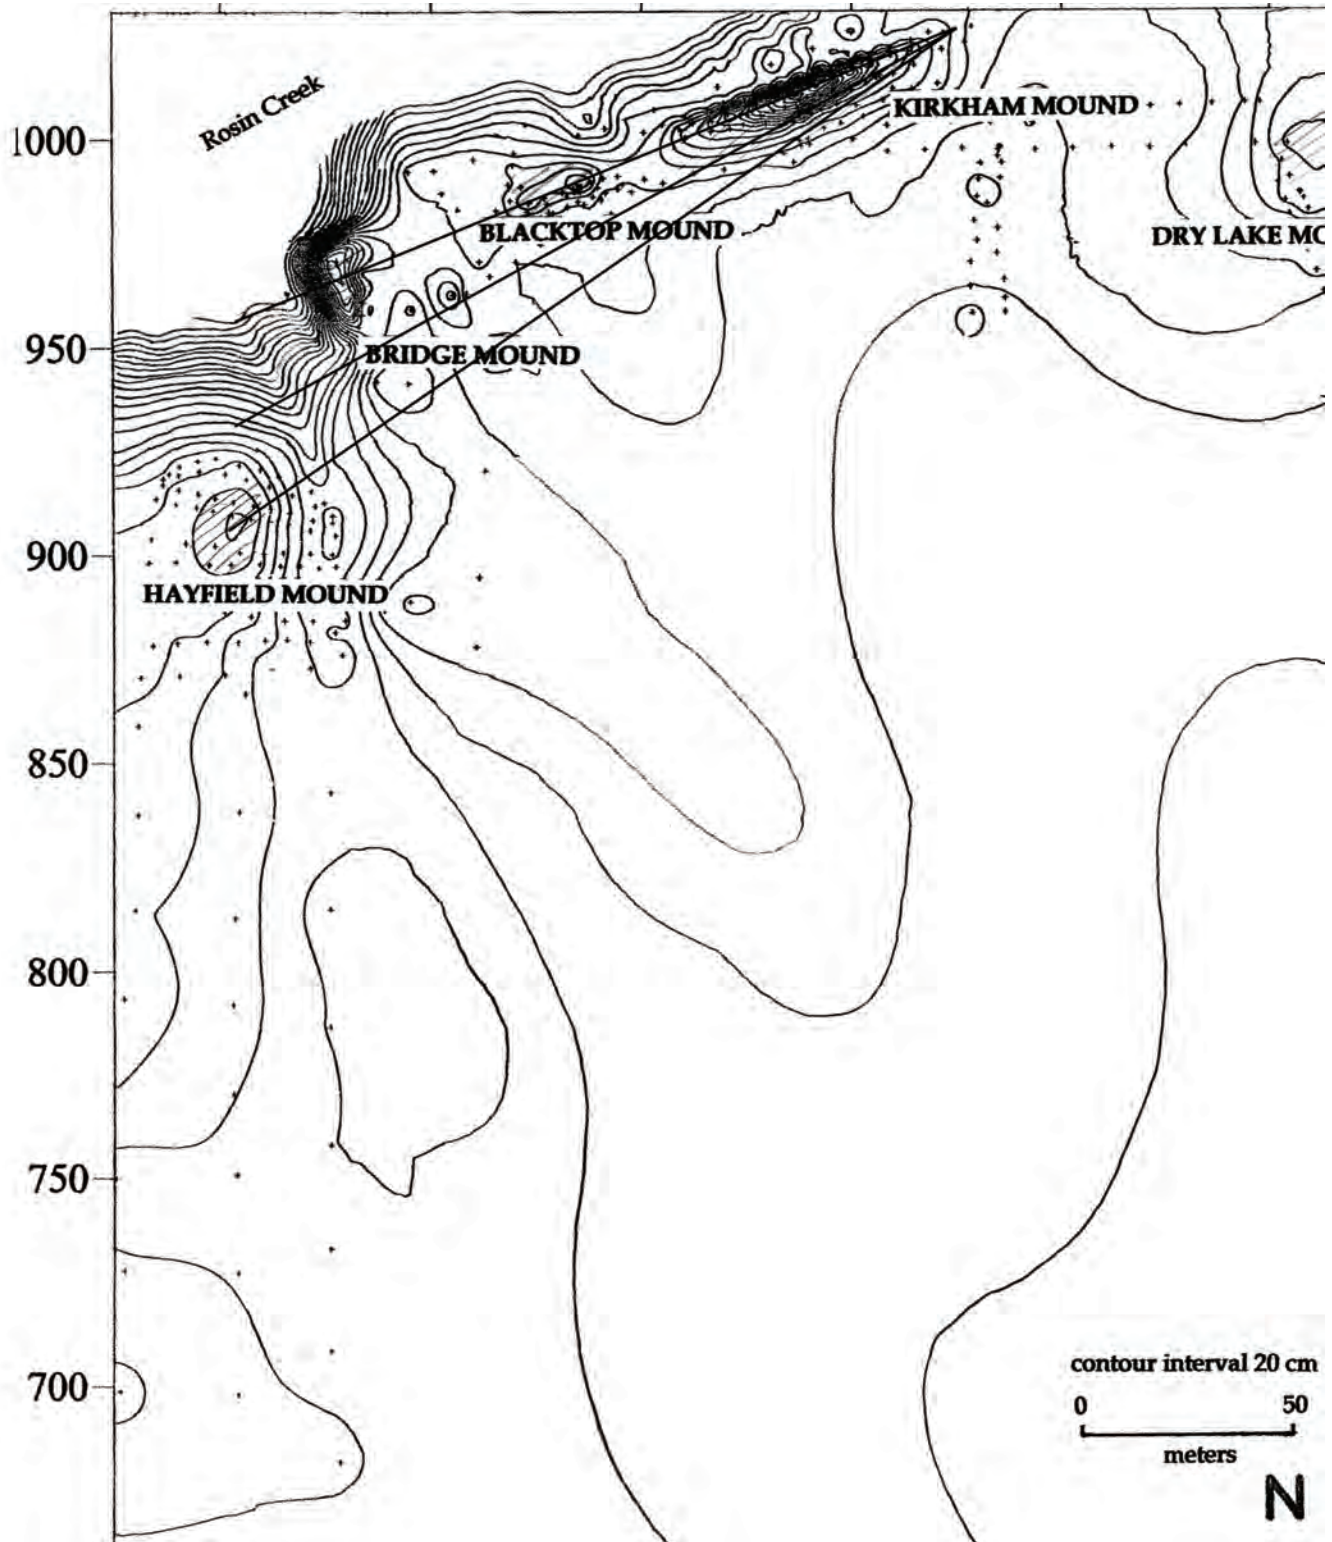 Rosin Creek
KIRKHAM MOUND
1000
BLACKTOP MOUND
DRY LAKE MO
950
BRIDGE MOUND
900
HAYFIELD MOUND
850
800
750
700
contour interval 20 cm
0 50
meters
N